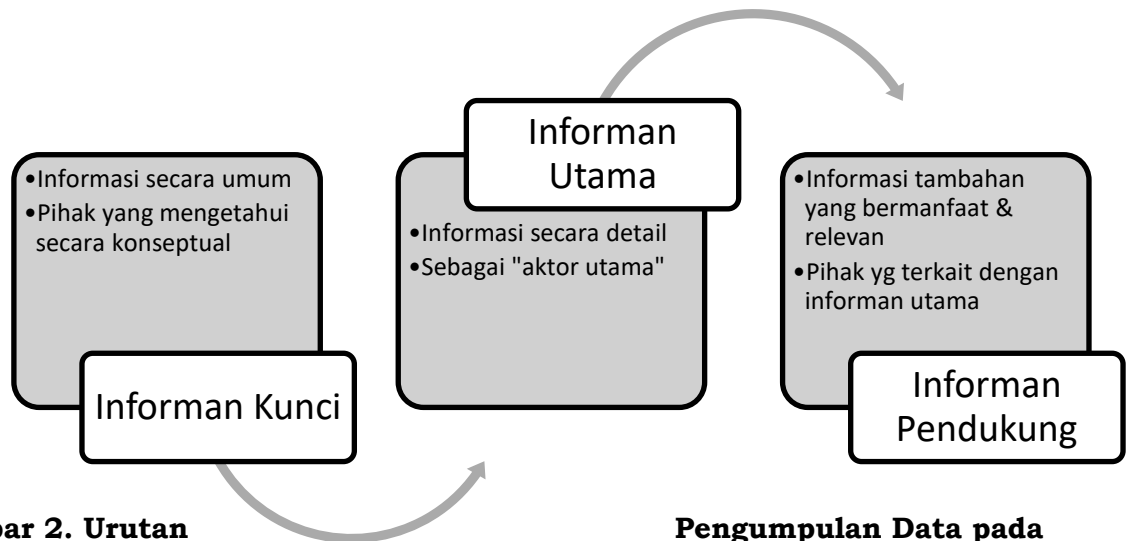 •Informasi secara umum
•Pihak yang mengetahui
secara konseptual
Informan Kunci
Informan
Utama
•Informasi secara detail
•Sebagai "aktor utama"
•Informasi tambahan
yang bermanfaat &
relevan
•Pihak yg terkait dengan
informan utama
Informan
Pendukung
bar 2. Urutan Pengumpulan Data pada